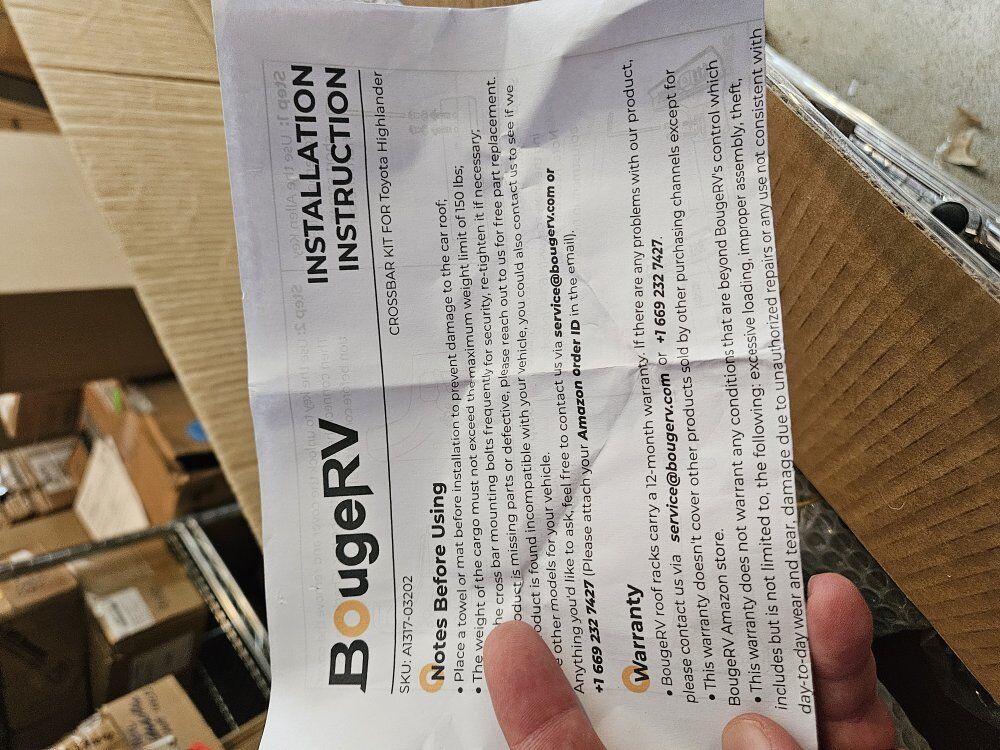 BougeRV
INSTALLATION
INSTRUCTION
SKU: A1317-03202
CROSSBAR KIT FOR Toyota Highlander
Notes Before Using
• Place a towel or mat before installation to prevent damage to the car roof;
• The weight of the cargo must not exceed the maximum weight limit of 150 lbs;
he cross bar mounting bolts frequently for security, re-tighten it if necessary;
oduct is missing parts or defective, please reach out to us for free part replacement.
oduct is found incompatible with your vehicle, you could also contact us to see if we
e other models for your vehicle.
Anything you'd like to ask, feel free to contact us via service@bougerv.com or
+1 669 232 7427 (Please attach your Amazon order ID in the email).
Warranty
• BougeRV roof racks carry a 12-month warranty. If there are any problems with our product,
please contact us via service@bougerv.com or +1 669 232 7427.
• This warranty doesn't cover other products sold by other purchasing channels except for
BougeRV Amazon store.
• This warranty does not warrant any conditions that are beyond BougeRV's control which
includes but is not limited to, the following: excessive loading, improper assembly, theft,
day-to-day wear and tear, damage due to unauthorized repairs or any use not consistent with